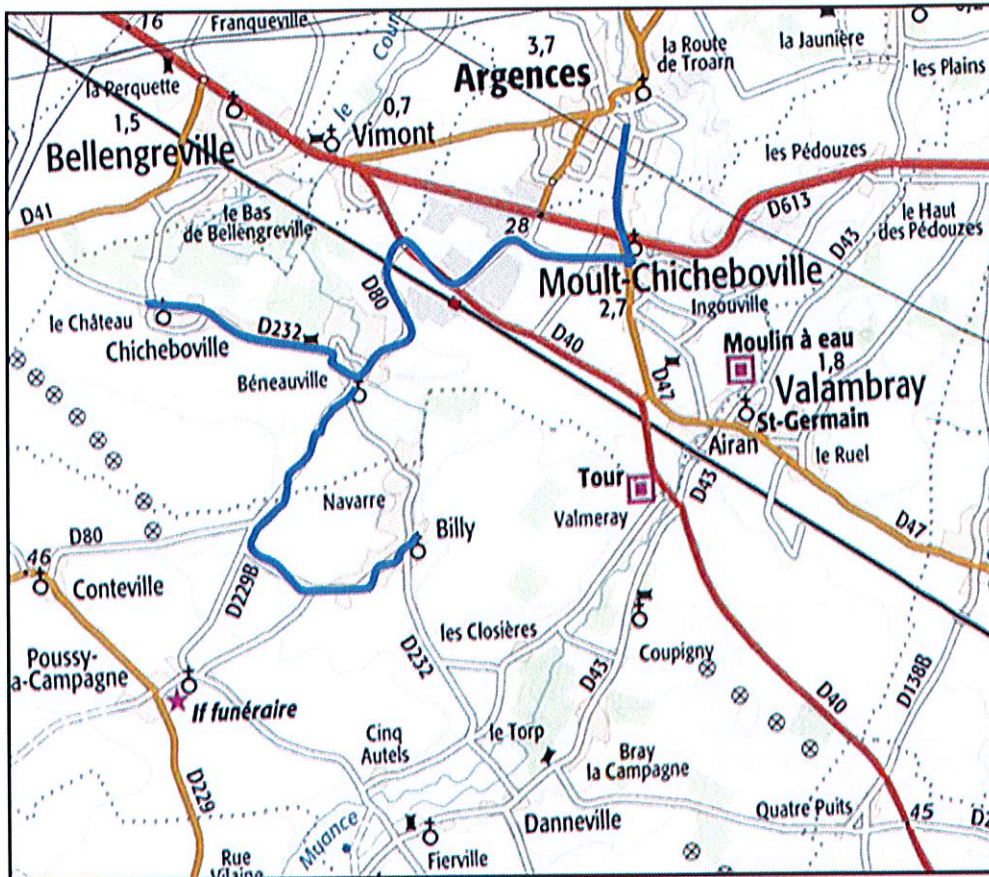 16
Franqueville
3,7
la Route
de Troarn
la Jaunière
les Plains
la Perquette
Argences
1,5
le
0,7
Vimont
Bellengreville
les Pédouzes
D613
D41
le Bas
de Bellengreville
28
D43
le Haut
des Pédouzes
D80
Moult-Chicheboville
le Château
D232
Ingouville
2,7
Chicheboville
D40
Moulin à eau
1,8
Béneauville
D47
Valambray
St-Germain
Airan
le Ruel
Tour
D43
Navarre
Valmeray
Billy
D47
D80
46
Conteville
D229B
les Closières
Coupigny
D232
D43
D138B
Poussy-
a-Campagne
If funéraire
D40
Cinq
Autels
le Torp
Bray
la Campagne
D229
Quatre Puits
45
Muance
Danneville
Rue
Vilaine
Fierville